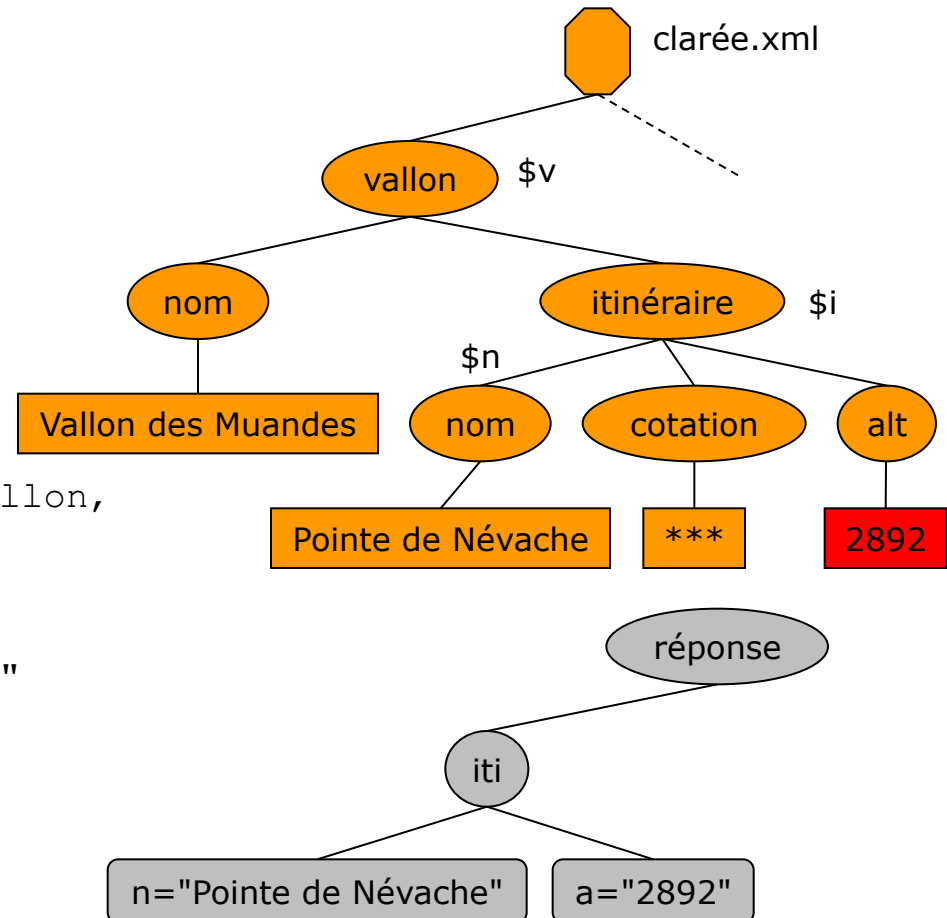 clarée.xml
vallon $v
nom itinéraire $i
$n
Vallon des Muandes nom cotation alt
llon,
Pointe de Névache *** 2892
réponse
"
iti
n="Pointe de Névache" a="2892"